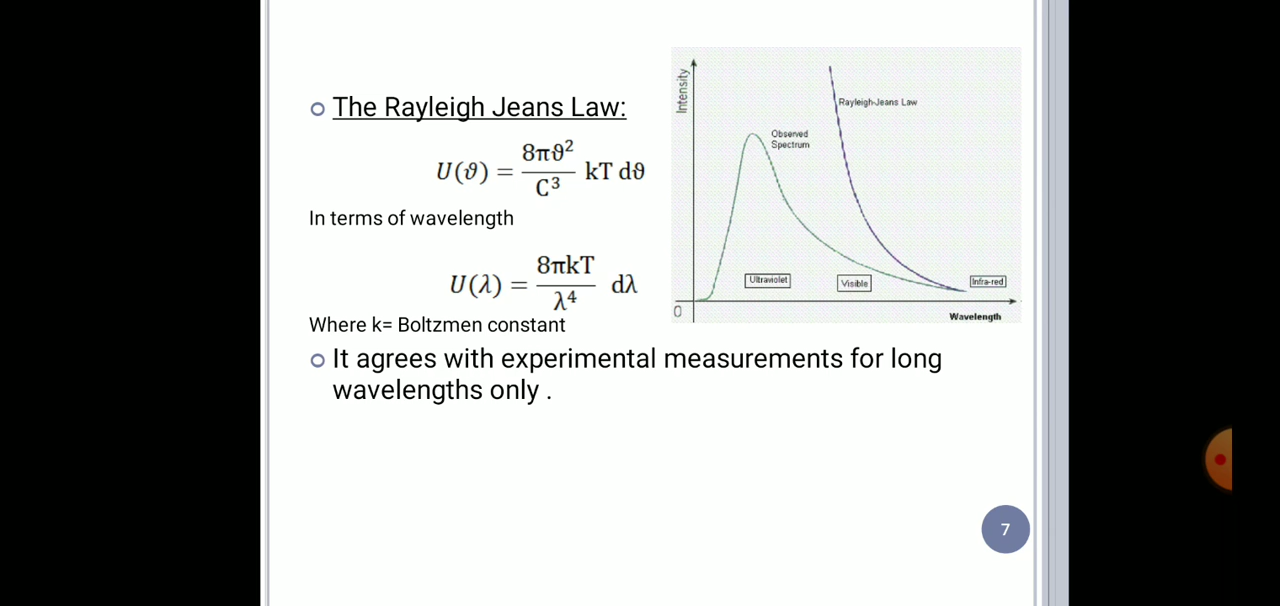 The Rayleigh Jeans Law:
U(ϑ) = 8πϑ² / C³ kT dϑ
In terms of wavelength
U(λ) = 8πkT / λ⁴ dλ
Where k= Boltzmen constant
It agrees with experimental measurements for long
wavelengths only .
Intensity
Rayleigh-Jeans Law
Observed
Spectrum
Ultraviolet
Visible
Infra-red
0
Wavelength
7